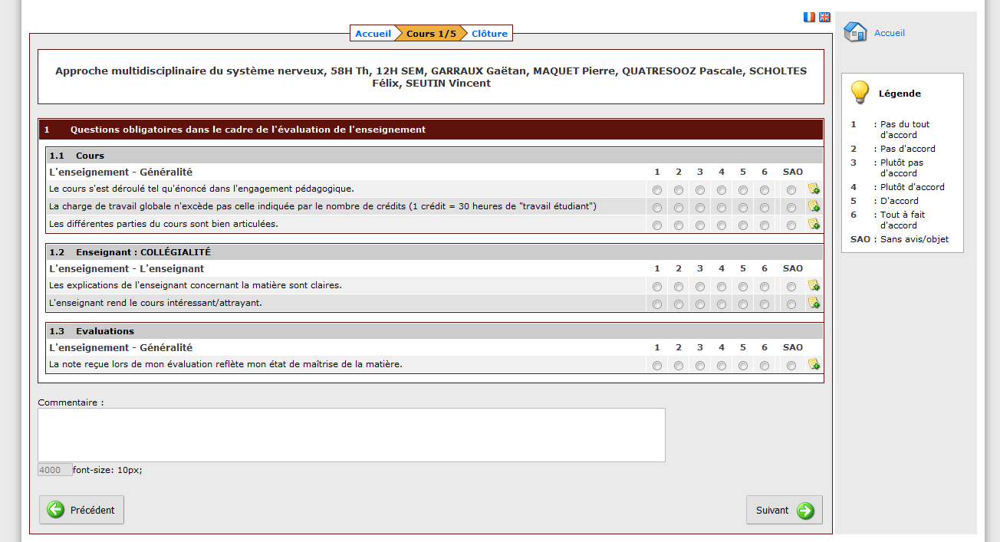 Accueil Cours 1/5 Clôture
Approche multidisciplinaire du système nerveux, 58H Th, 12H SEM, GARRAUX Gaëtan, MAQUET Pierre, QUATRESOOZ Pascale, SCHOLTES
Félix, SEUTIN Vincent
1 Questions obligatoires dans le cadre de l'évaluation de l'enseignement
1.1 Cours
L'enseignement - Généralité 1 2 3 4 5 6 SAO
Le cours s'est déroulé tel qu'énoncé dans l'engagement pédagogique.
La charge de travail globale n'excède pas celle indiquée par le nombre de crédits (1 crédit = 30 heures de "travail étudiant")
Les différentes parties du cours sont bien articulées.
1.2 Enseignant : COLLÉGIALITÉ
L'enseignement - L'enseignant 1 2 3 4 5 6 SAO
Les explications de l'enseignant concernant la matière sont claires.
L'enseignant rend le cours intéressant/attrayant.
1.3 Evaluations
L'enseignement - Généralité 1 2 3 4 5 6 SAO
La note reçue lors de mon évaluation reflète mon état de maîtrise de la matière.
Commentaire :
4000 font-size: 10px;
Précédent
Suivant
Accueil
Légende
1 : Pas du tout
d'accord
2 : Pas d'accord
3 : Plutôt pas
d'accord
4 : Plutôt d'accord
5 : D'accord
6 : Tout à fait
d'accord
SAO : Sans avis/objet